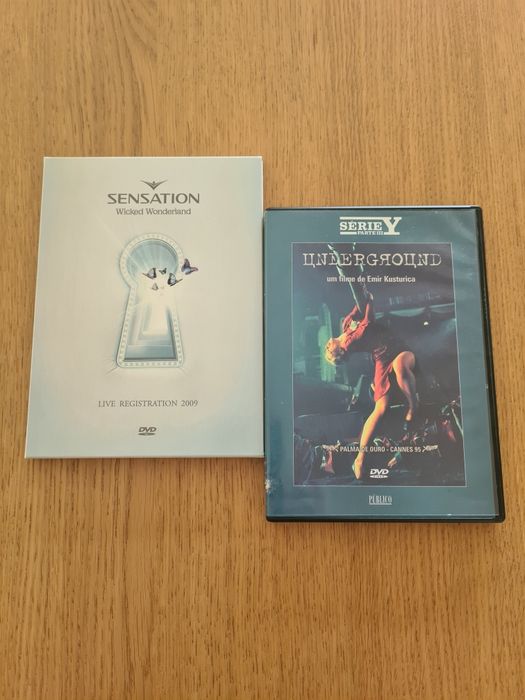 SENSATION
Wicked Wonderland
LIVE REGISTRATION 2009
DVD
SÉRIE Y
PARTE III
UNDERGROUND
um filme de Emir Kusturica
PALMA DE OURO - CANNES 95
DVD
PÚBLICO